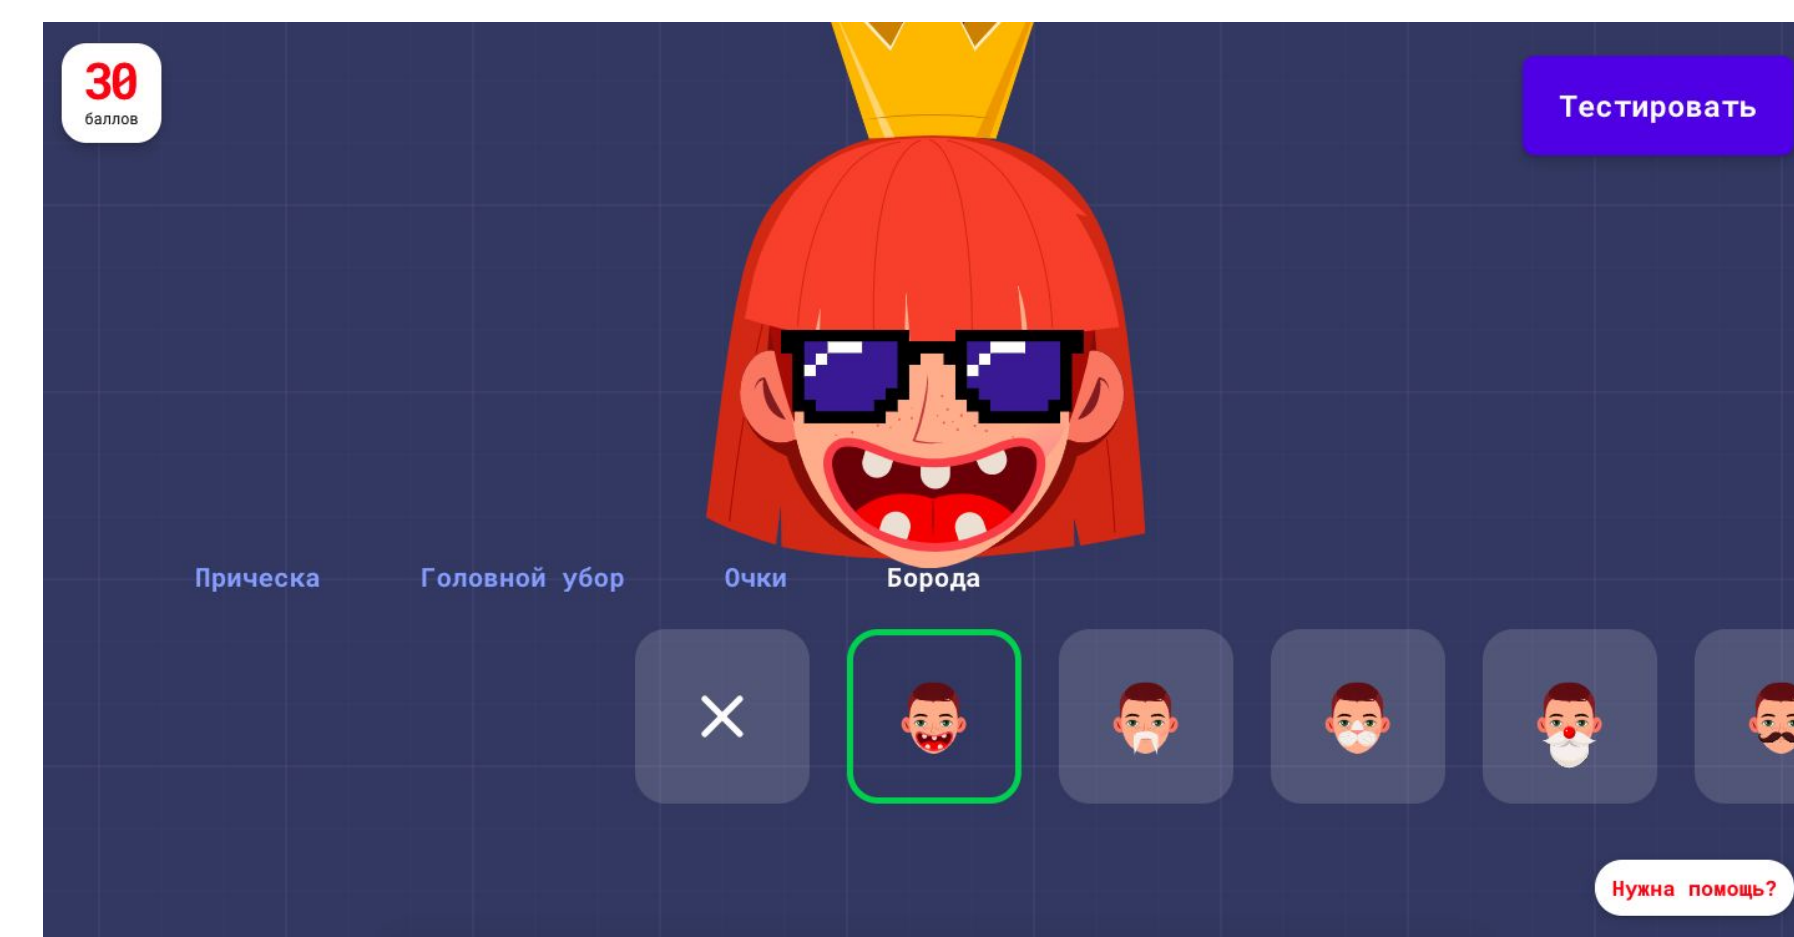 30
баллов
Тестировать
Прическа
Головной убор
Очки
Борода
Нужна помощь?